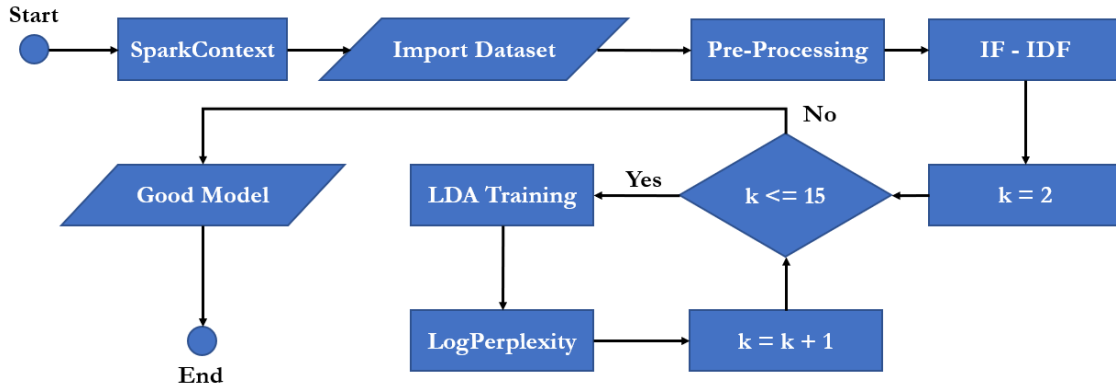 Start
SparkContext
Import Dataset
Pre-Processing
IF - IDF
No
Good Model
LDA Training
Yes
k <= 15
k = 2
LogPerplexity
k = k + 1
End